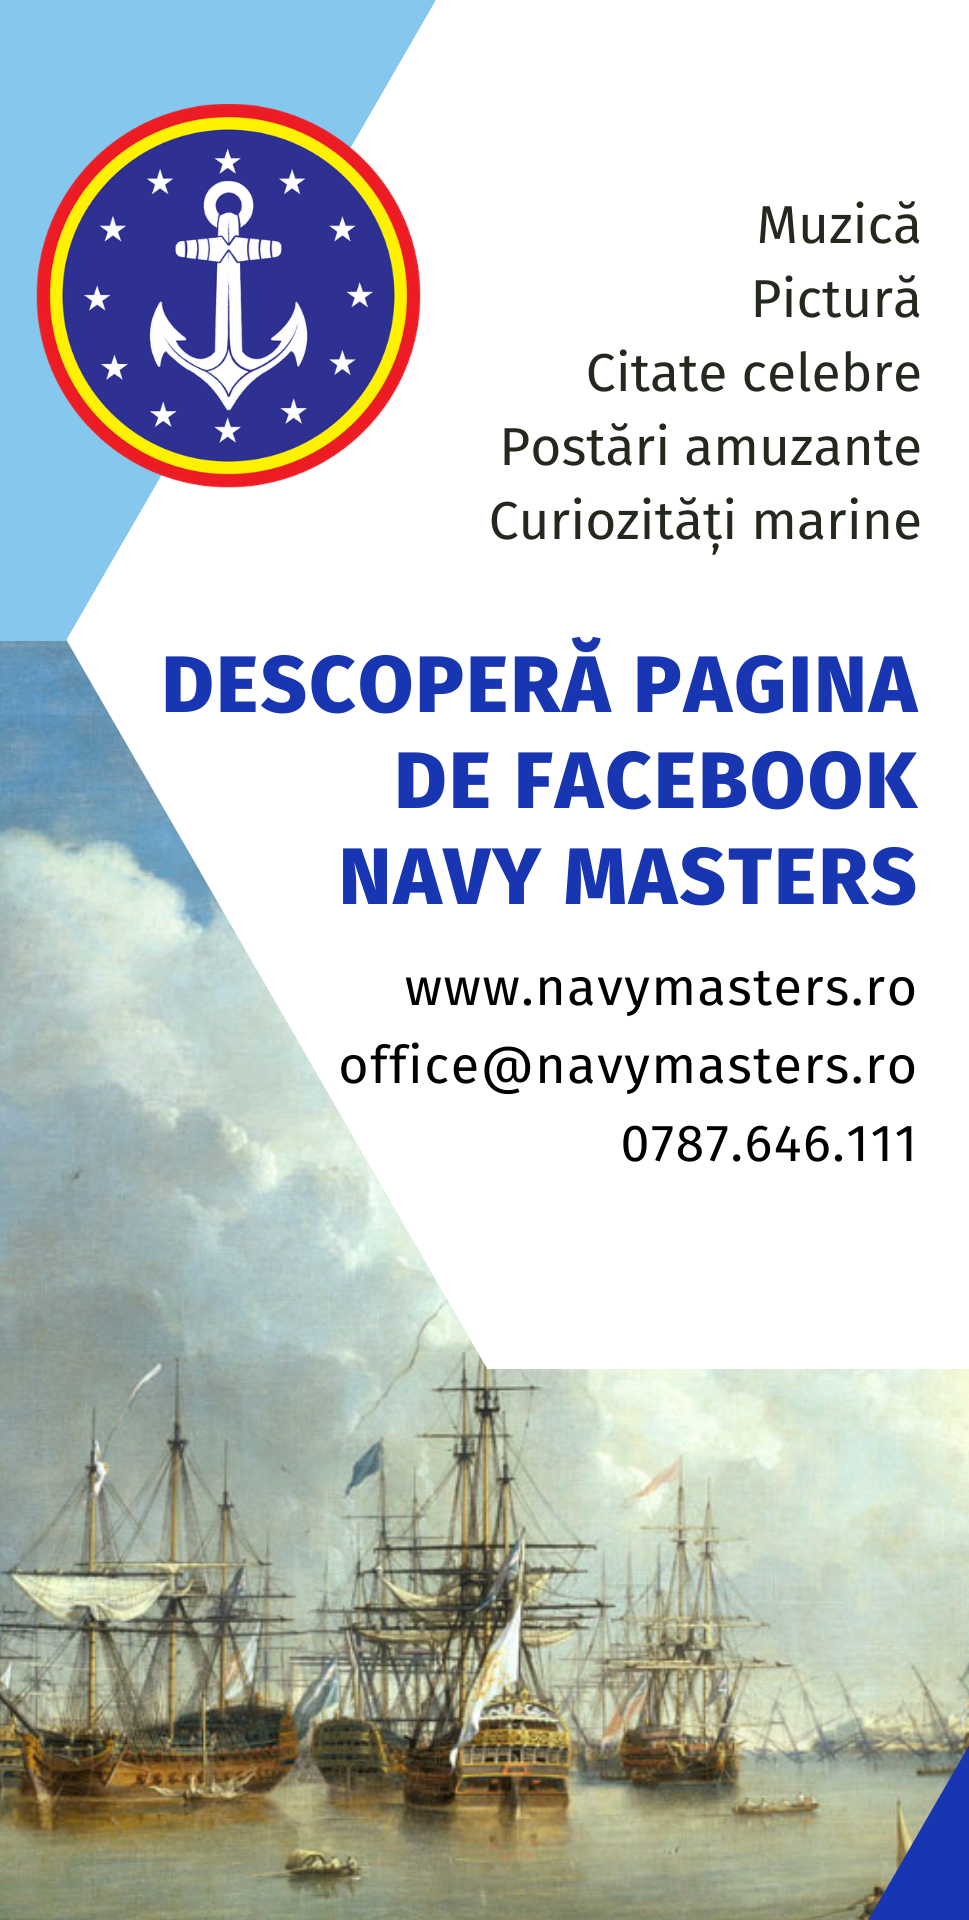 Muzică
Pictură
Citate celebre
Postări amuzante
Curiozități marine
DESCOPERĂ PAGINA
DE FACEBOOK
NAVY MASTERS
www.navymasters.ro
office@navymasters.ro
0787.646.111